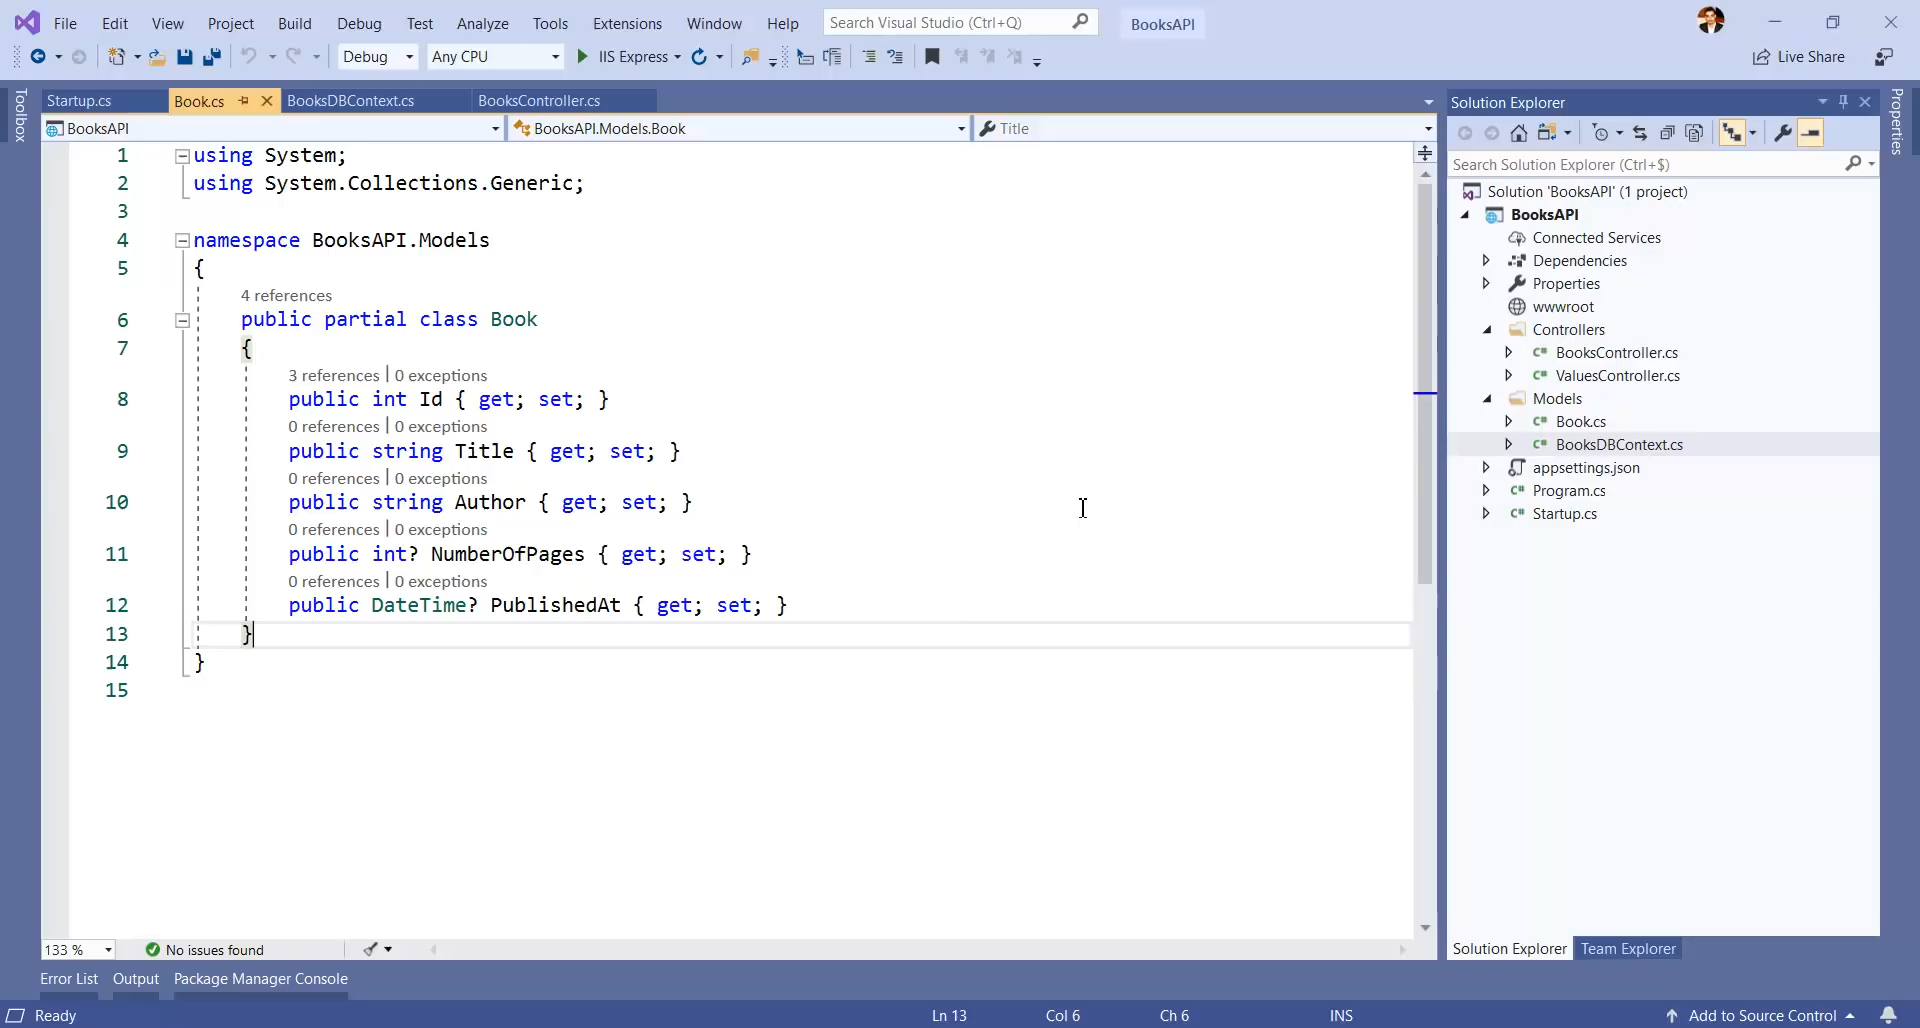 File Edit View Project Build Debug Test Analyze Tools Extensions Window Help Search Visual Studio (Ctrl+Q) BooksAPI
Debug Any CPU IIS Express Live Share
Toolbox
Startup.cs Book.cs BooksDBContext.cs BooksController.cs
BooksAPI BooksAPI.Models.Book Title
1 using System;
2 using System.Collections.Generic;
3
4 namespace BooksAPI.Models
5 {
4 references
6 public partial class Book
7 {
3 references | 0 exceptions
8 public int Id { get; set; }
0 references | 0 exceptions
9 public string Title { get; set; }
0 references | 0 exceptions
10 public string Author { get; set; }
0 references | 0 exceptions
11 public int? NumberOfPages { get; set; }
0 references | 0 exceptions
12 public DateTime? PublishedAt { get; set; }
13 }
14 }
15
133 % No issues found
Error List Output Package Manager Console
Solution Explorer
Search Solution Explorer (Ctrl+$)
Solution 'BooksAPI' (1 project)
BooksAPI
Connected Services
Dependencies
Properties
wwwroot
Controllers
C# BooksController.cs
C# ValuesController.cs
Models
C# Book.cs
C# BooksDBContext.cs
appsettings.json
C# Program.cs
C# Startup.cs
Solution Explorer Team Explorer
Properties
Ready Ln 13 Col 6 Ch 6 INS Add to Source Control